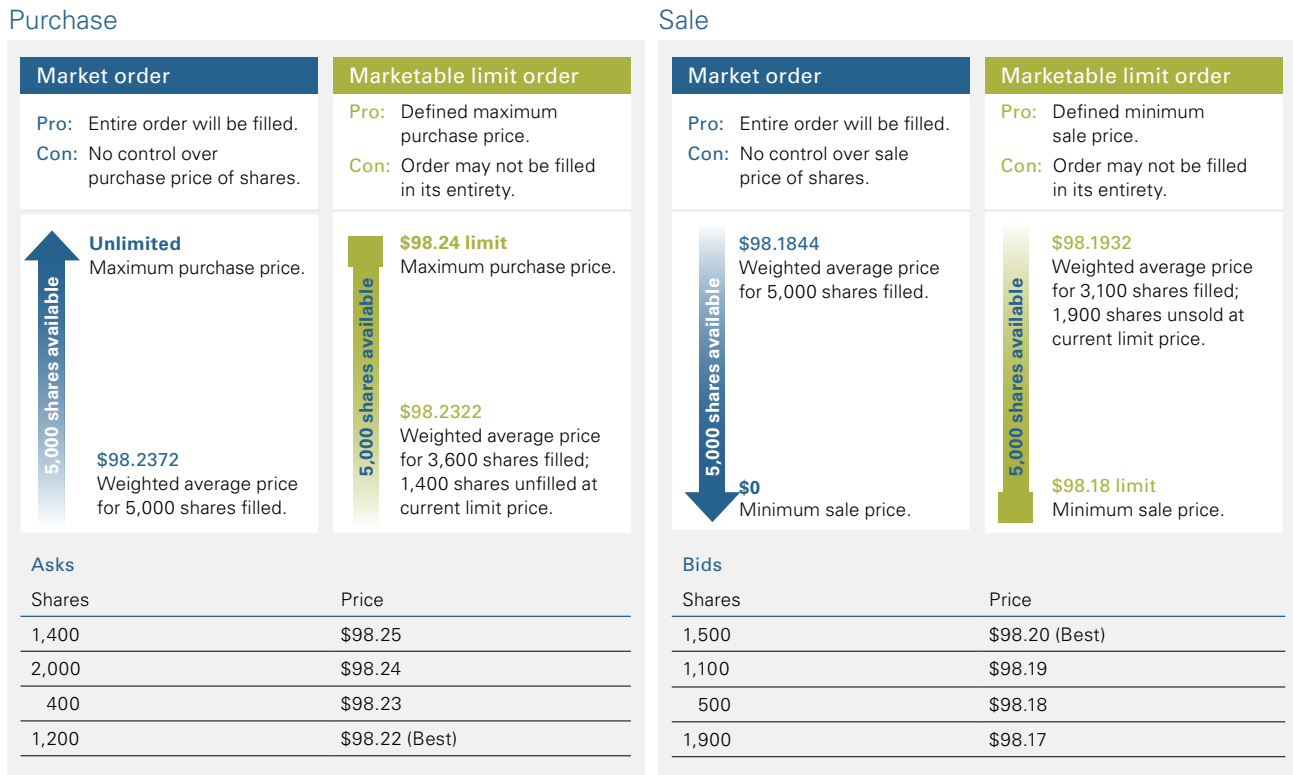 Purchase
Market order
Pro: Entire order will be filled.
Con: No control over
purchase price of shares.
Marketable limit order
Pro: Defined maximum
purchase price.
Con: Order may not be filled
in its entirety.
5,000 shares available
Unlimited
Maximum purchase price.
$98.2372
Weighted average price
for 5,000 shares filled.
5,000 shares available
$98.24 limit
Maximum purchase price.
$98.2322
Weighted average price
for 3,600 shares filled;
1,400 shares unfilled at
current limit price.
Asks
Shares Price
1,400 $98.25
2,000 $98.24
400 $98.23
1,200 $98.22 (Best)
Sale
Market order
Pro: Entire order will be filled.
Con: No control over sale
price of shares.
Marketable limit order
Pro: Defined minimum
sale price.
Con: Order may not be filled
in its entirety.
5,000 shares available
$98.1844
Weighted average price
for 5,000 shares filled.
$0
Minimum sale price.
5,000 shares available
$98.1932
Weighted average price
for 3,100 shares filled;
1,900 shares unsold at
current limit price.
$98.18 limit
Minimum sale price.
Bids
Shares Price
1,500 $98.20 (Best)
1,100 $98.19
500 $98.18
1,900 $98.17